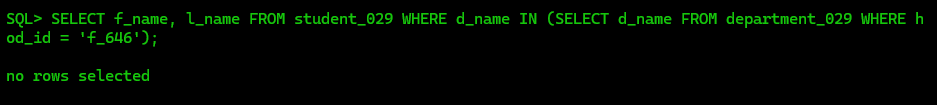 SQL> SELECT f_name, l_name FROM student_029 WHERE d_name IN (SELECT d_name FROM department_029 WHERE h
od_id = 'f_646');
no rows selected